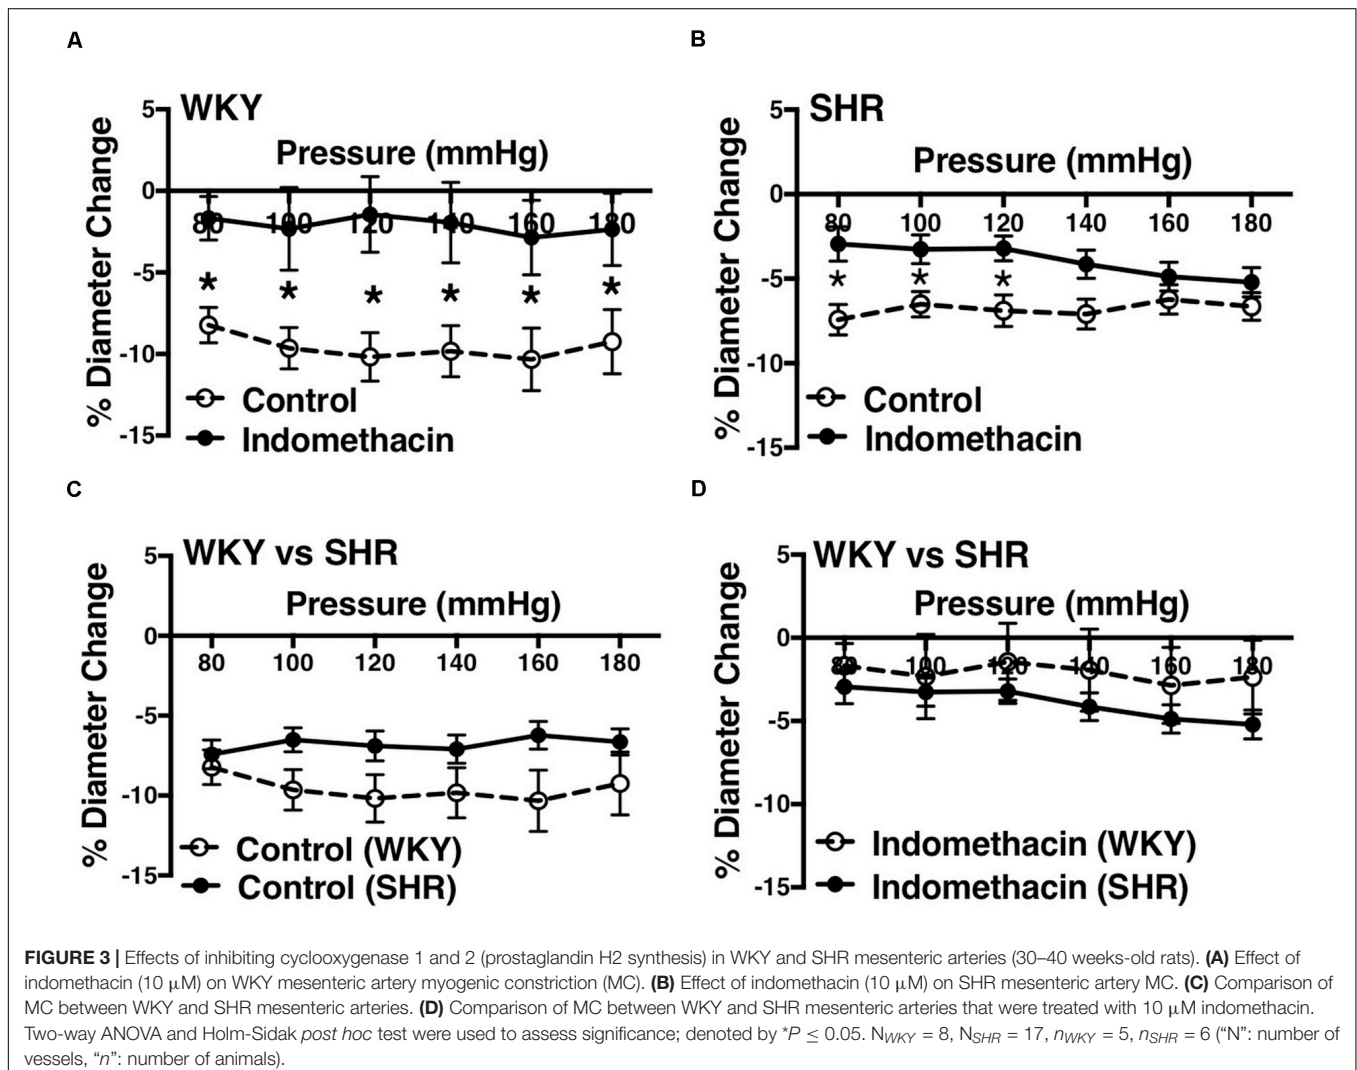 A
WKY
Pressure (mmHg)
% Diameter Change
5
0
-5
-10
-15
80 100 120 140 160 180
* * * * * *
Control
Indomethacin
B
SHR
Pressure (mmHg)
% Diameter Change
5
0
-5
-10
-15
80 100 120 140 160 180
* * *
Control
Indomethacin
C
WKY vs SHR
Pressure (mmHg)
% Diameter Change
5
0
-5
-10
-15
80 100 120 140 160 180
Control (WKY)
Control (SHR)
D
WKY vs SHR
Pressure (mmHg)
% Diameter Change
5
0
-5
-10
-15
80 100 120 140 160 180
Indomethacin (WKY)
Indomethacin (SHR)
FIGURE 3 | Effects of inhibiting cyclooxygenase 1 and 2 (prostaglandin H2 synthesis) in WKY and SHR mesenteric arteries (30–40 weeks-old rats). (A) Effect of
indomethacin (10 μM) on WKY mesenteric artery myogenic constriction (MC). (B) Effect of indomethacin (10 μM) on SHR mesenteric artery MC. (C) Comparison of
MC between WKY and SHR mesenteric arteries. (D) Comparison of MC between WKY and SHR mesenteric arteries that were treated with 10 μM indomethacin.
Two-way ANOVA and Holm-Sidak post hoc test were used to assess significance; denoted by *P ≤ 0.05. NWKY = 8, NSHR = 17, nWKY = 5, nSHR = 6 (“N”: number of
vessels, “n”: number of animals).